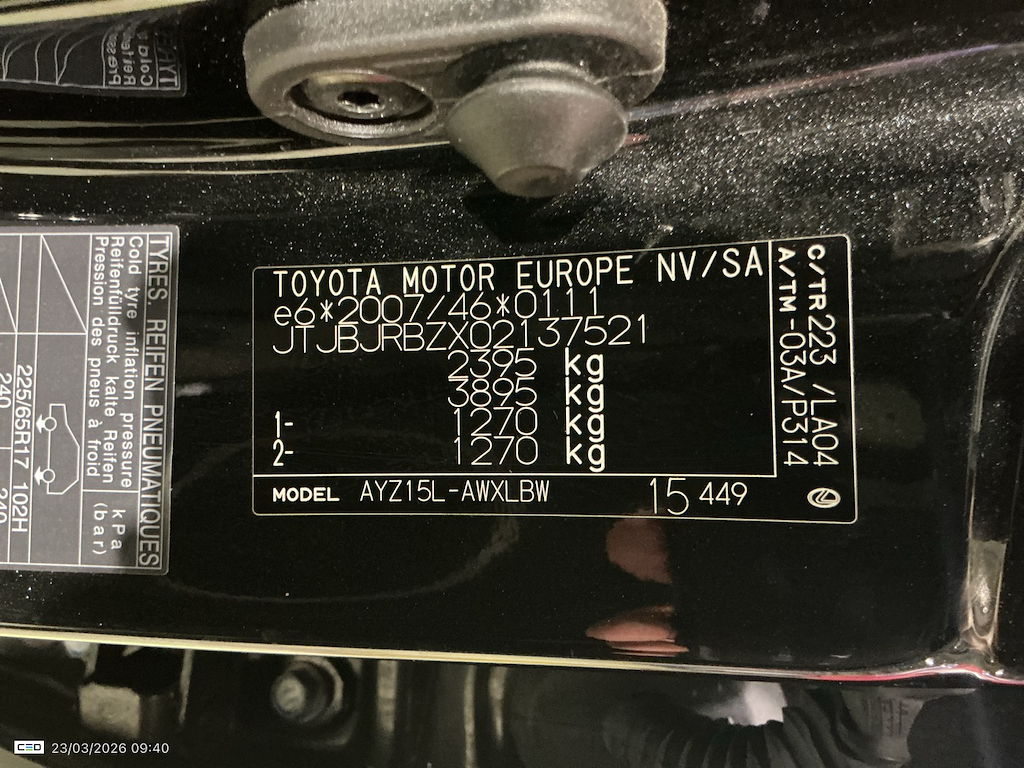 TOYOTA MOTOR EUROPE NV/SA
e6*2007/46*0111
JTJBJRBZX02137521
2395 kg
3895 kg
1- 1270 kg
2- 1270 kg
MODEL AYZ15L-AWXLBW 15 449
C/TR 223 /LA04
A/TM -03A/P314
TYRES REIFEN PNEUMATIQUES
Cold tyre inflation pressure
Reifenfülldruck kalte Reifen
Pression des pneus à froid
kPa
(bar)
225/65R17 102H
240
240
CEO 23/03/2026 09:40